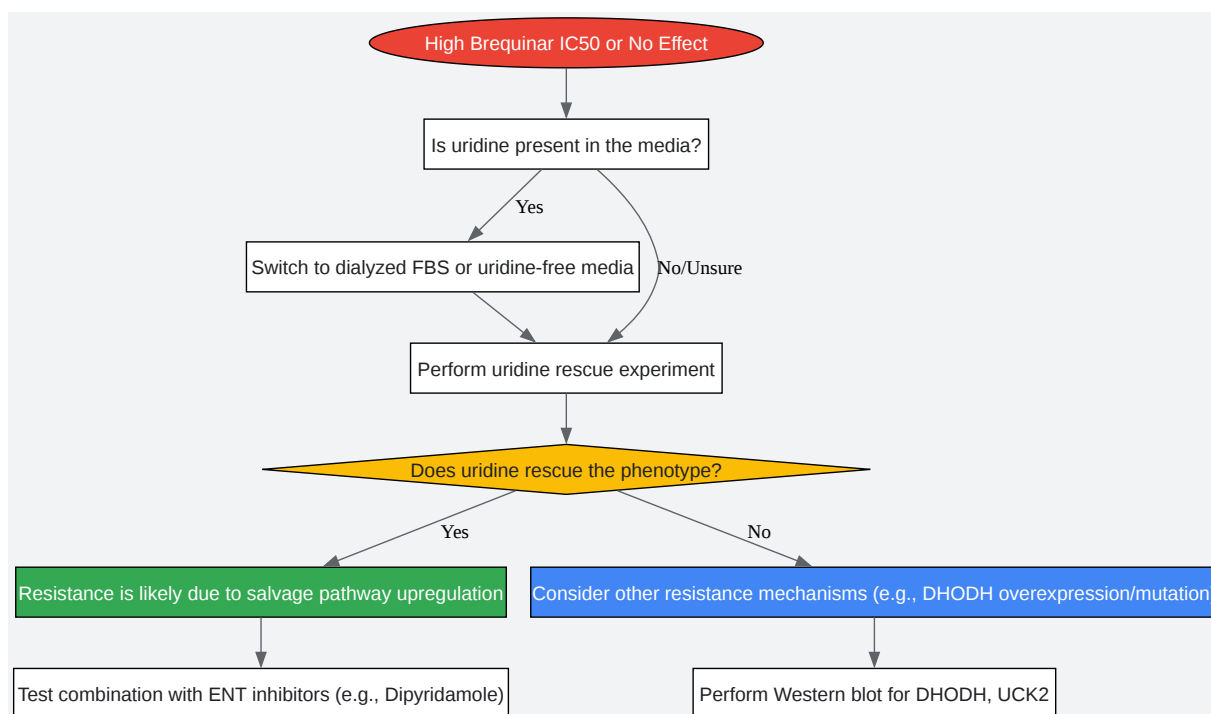 High Brequinar IC50 or No Effect
Is uridine present in the media?
Yes
Switch to dialyzed FBS or uridine-free media
No/Unsure
Perform uridine rescue experiment
Does uridine rescue the phenotype?
Yes
No
Resistance is likely due to salvage pathway upregulation
Consider other resistance mechanisms (e.g., DHODH overexpression/mutation)
Test combination with ENT inhibitors (e.g., Dipyridamole)
Perform Western blot for DHODH, UCK2